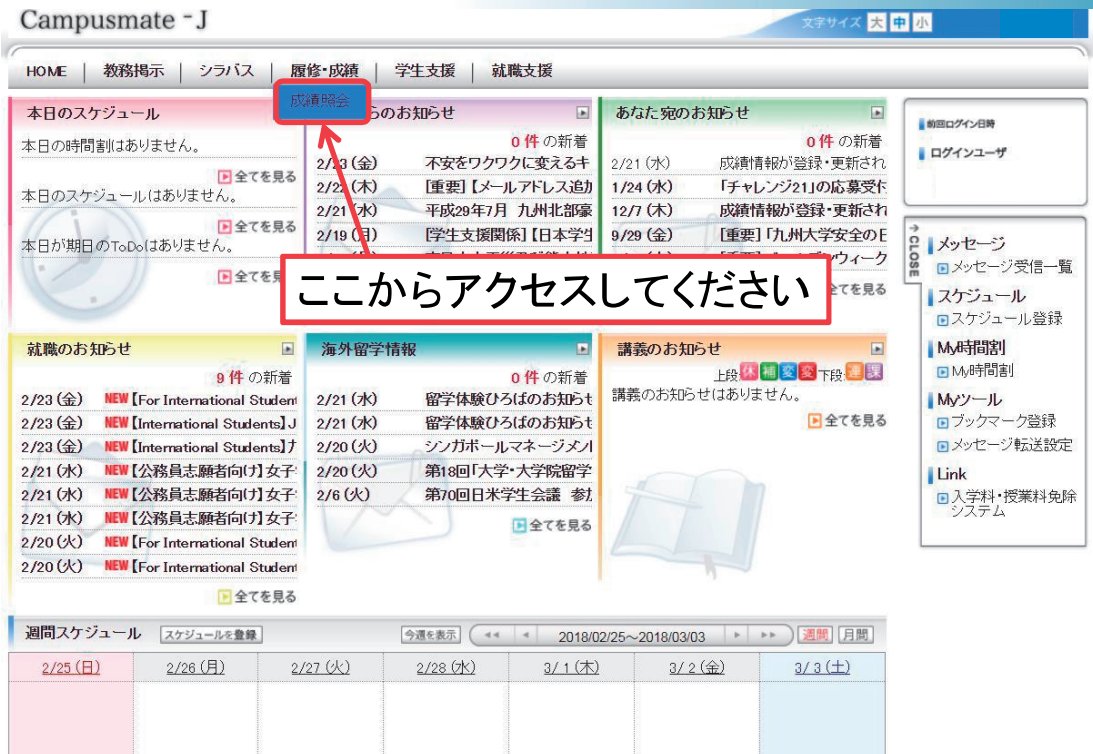 Campusmate -J
文字サイズ 大 中 小
HOME 教務掲示 シラバス 履修・成績 学生支援 就職支援
成績照会
本日のスケジュール
本日の時間割はありません。
全てを見る
本日のスケジュールはありません。
全てを見る
本日が期日のToDoはありません。
全てを見
らのお知らせ
0 件 の新着
2/23 (金) 不安をワクワクに変えるキ
2/22 (木) [重要] 【メールアドレス追加
2/21 (水) 平成29年7月 九州北部豪
2/19 (月) [学生支援関係] 【日本学生
あなた宛のお知らせ
0 件 の新着
2/21 (水) 成績情報が登録・更新され
1/24 (水) 「チャレンジ21」の応募受付
12/7 (木) 成績情報が登録・更新され
9/29 (金) [重要] 「九州大学安全の日
全てを見る
ここからアクセスしてください
前回ログイン日時
ログインユーザ
CLOSE
メッセージ
メッセージ受信一覧
スケジュール
スケジュール登録
My時間割
My時間割
Myツール
ブックマーク登録
メッセージ転送設定
Link
入学料・授業料免除
システム
就職のお知らせ
9 件 の新着
2/23 (金) NEW 【For International Student
2/23 (金) NEW 【International Students】J
2/23 (金) NEW 【International Students】
2/21 (水) NEW 【公務員志願者向け】女子
2/21 (水) NEW 【公務員志願者向け】女子
2/21 (水) NEW 【公務員志願者向け】女子
2/20 (火) NEW 【For International Student
2/20 (火) NEW 【For International Student
全てを見る
海外留学情報
0 件 の新着
2/21 (水) 留学体験ひろばのお知らせ
2/21 (水) 留学体験ひろばのお知らせ
2/20 (火) シンガポールマネージメン
2/20 (火) 第18回「大学・大学院留学
2/6 (火) 第70回日米学生会議 参加
全てを見る
講義のお知らせ
上段: 休 補 変 変 下段: 連 課
講義のお知らせはありません。
全てを見る
週間スケジュール スケジュールを登録 今週を表示 2018/02/25～2018/03/03 週間 月間
2/25 (日) 2/26 (月) 2/27 (火) 2/28 (水) 3/ 1 (木) 3/ 2 (金) 3/ 3 (土)